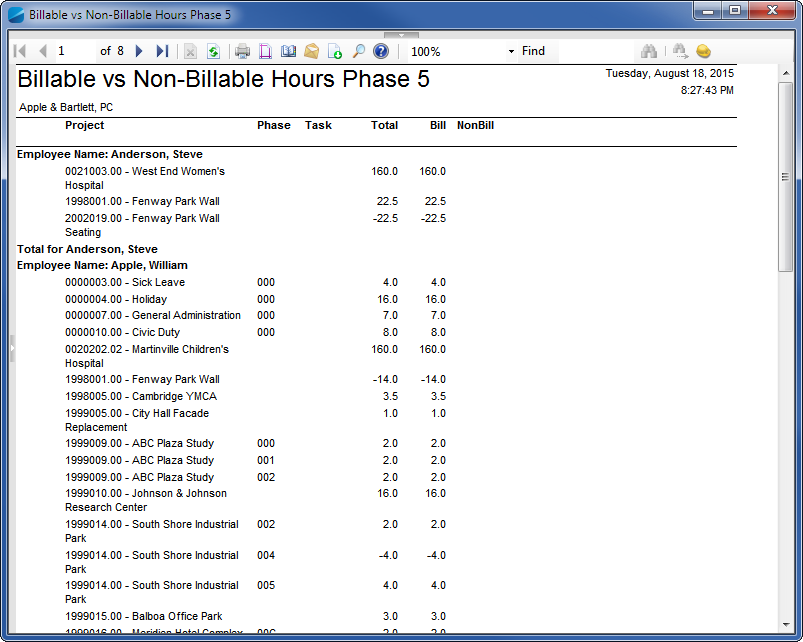 Billable vs Non-Billable Hours Phase 5
1 of 8 100% Find
Billable vs Non-Billable Hours Phase 5
Tuesday, August 18, 2015
8:27:43 PM
Apple & Bartlett, PC
Project Phase Task Total Bill NonBill
Employee Name: Anderson, Steve
0021003.00 - West End Women's 160.0 160.0
Hospital
1998001.00 - Fenway Park Wall 22.5 22.5
2002019.00 - Fenway Park Wall -22.5 -22.5
Seating
Total for Anderson, Steve
Employee Name: Apple, William
0000003.00 - Sick Leave 000 4.0 4.0
0000004.00 - Holiday 000 16.0 16.0
0000007.00 - General Administration 000 7.0 7.0
0000010.00 - Civic Duty 000 8.0 8.0
0020202.02 - Martinville Children's 160.0 160.0
Hospital
1998001.00 - Fenway Park Wall -14.0 -14.0
1998005.00 - Cambridge YMCA 3.5 3.5
1999005.00 - City Hall Facade 1.0 1.0
Replacement
1999009.00 - ABC Plaza Study 000 2.0 2.0
1999009.00 - ABC Plaza Study 001 2.0 2.0
1999009.00 - ABC Plaza Study 002 2.0 2.0
1999010.00 - Johnson & Johnson 16.0 16.0
Research Center
1999014.00 - South Shore Industrial 002 2.0 2.0
Park
1999014.00 - South Shore Industrial 004 -4.0 -4.0
Park
1999014.00 - South Shore Industrial 005 4.0 4.0
Park
1999015.00 - Balboa Office Park 3.0 3.0
1999016.00 - Meridian Hotel Complex